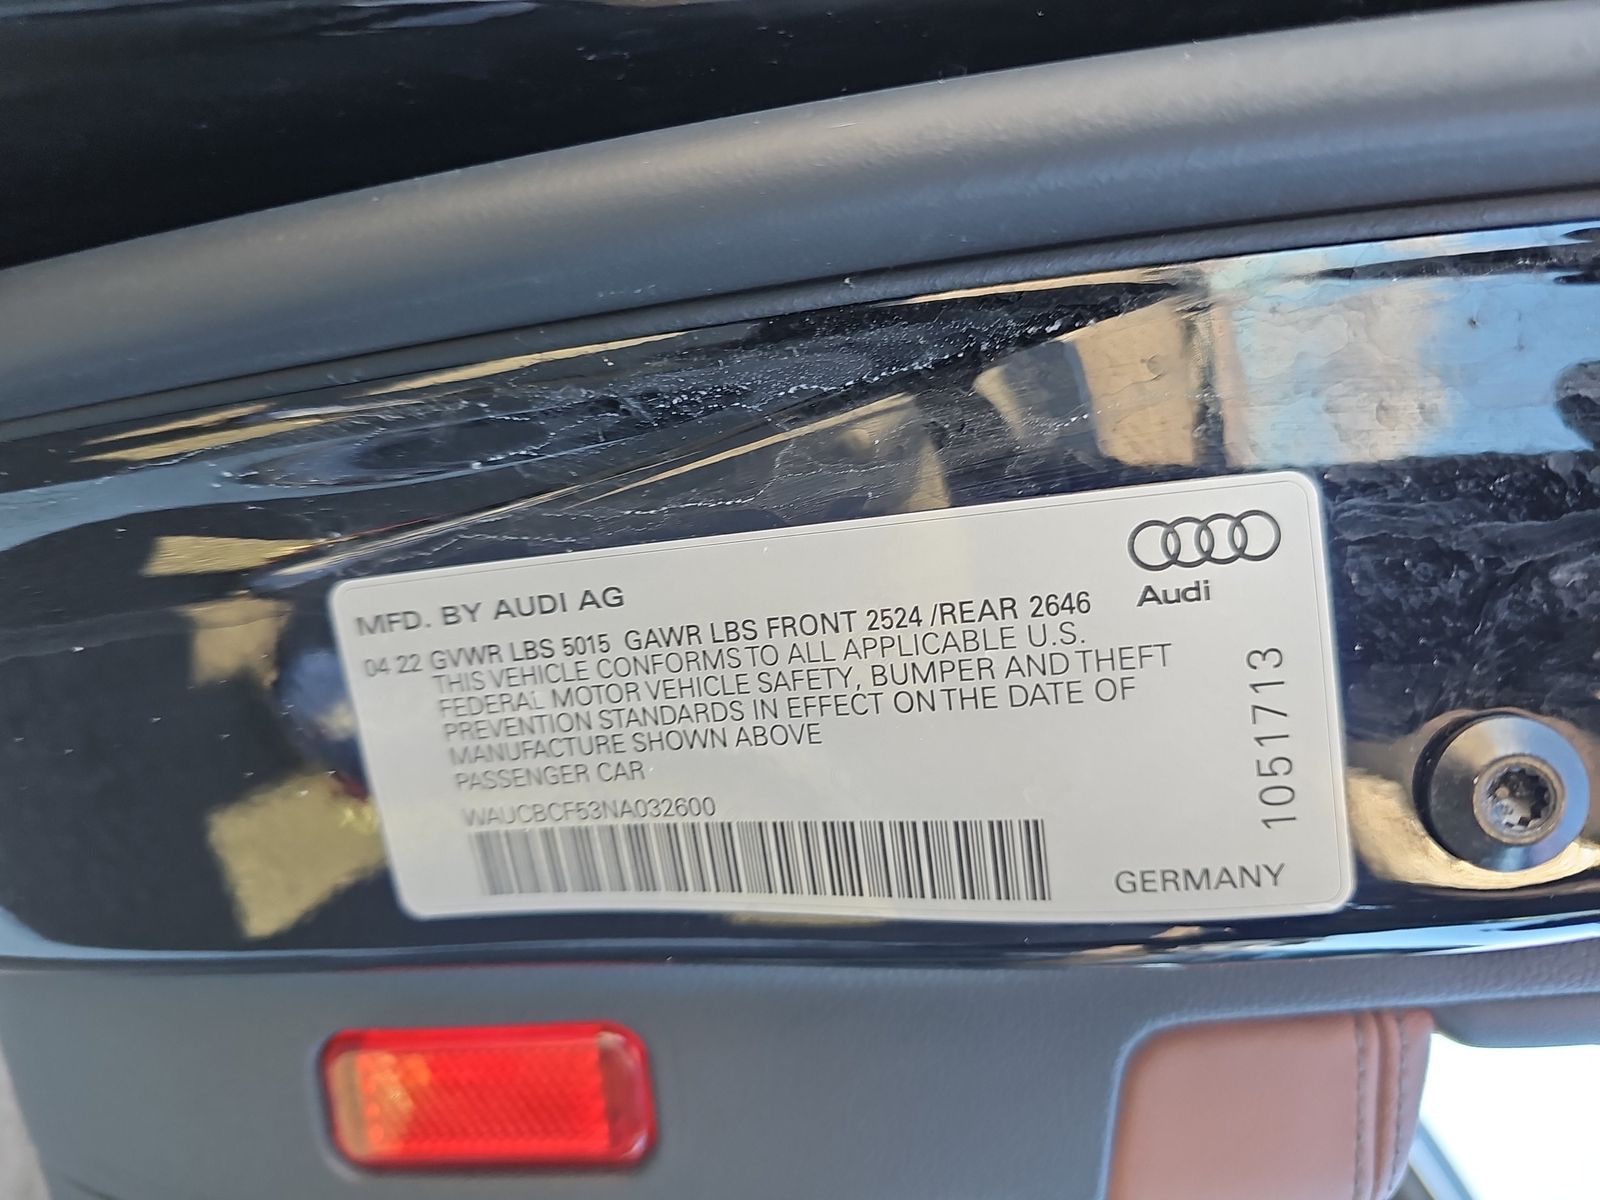 Audi
MFD. BY AUDI AG
04 22 GVWR LBS 5015 GAWR LBS FRONT 2524 /REAR 2646
THIS VEHICLE CONFORMS TO ALL APPLICABLE U.S.
FEDERAL MOTOR VEHICLE SAFETY, BUMPER AND THEFT
PREVENTION STANDARDS IN EFFECT ON THE DATE OF
MANUFACTURE SHOWN ABOVE
PASSENGER CAR
WAUCBCF53NA032600
GERMANY
1051713